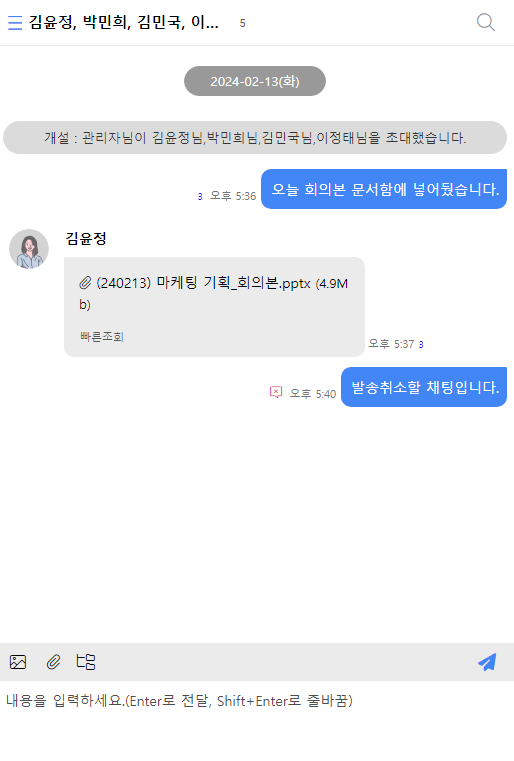 김윤정, 박민희, 김민국, 이... 5
2024-02-13(화)
개설 : 관리자님이 김윤정님,박민희님,김민국님,이정태님을 초대했습니다.
3 오후 5:36 오늘 회의본 문서함에 넣어뒀습니다.
김윤정
(240213) 마케팅 기획_회의본.pptx (4.9M
b)
빠른조회
오후 5:37 3
오후 5:40 발송취소할 채팅입니다.
내용을 입력하세요.(Enter로 전달, Shift+Enter로 줄바꿈)